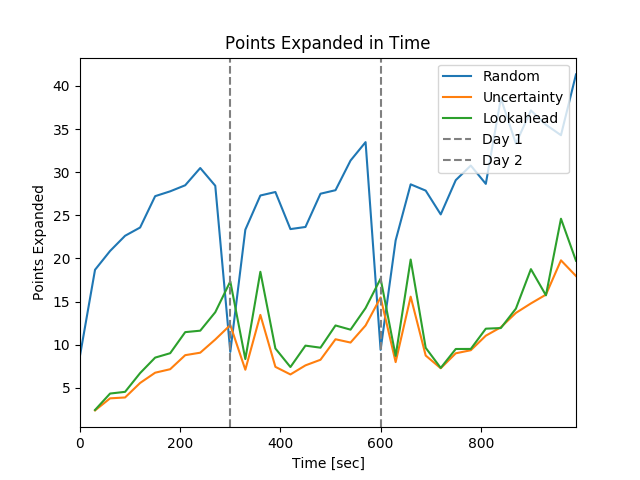 Points Expanded in Time
Points Expanded
40
35
30
25
20
15
10
5
0
200
400
600
800
Time [sec]
Random
Uncertainty
Lookahead
Day 1
Day 2